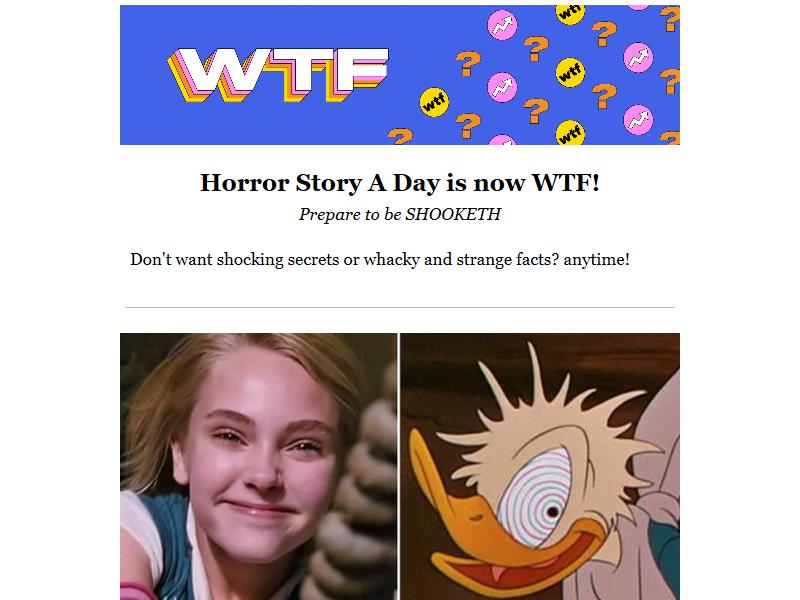 WTF
wtf
wtf
wtf
wtf
Horror Story A Day is now WTF!
Prepare to be SHOOKETH
Don't want shocking secrets or whacky and strange facts? anytime!